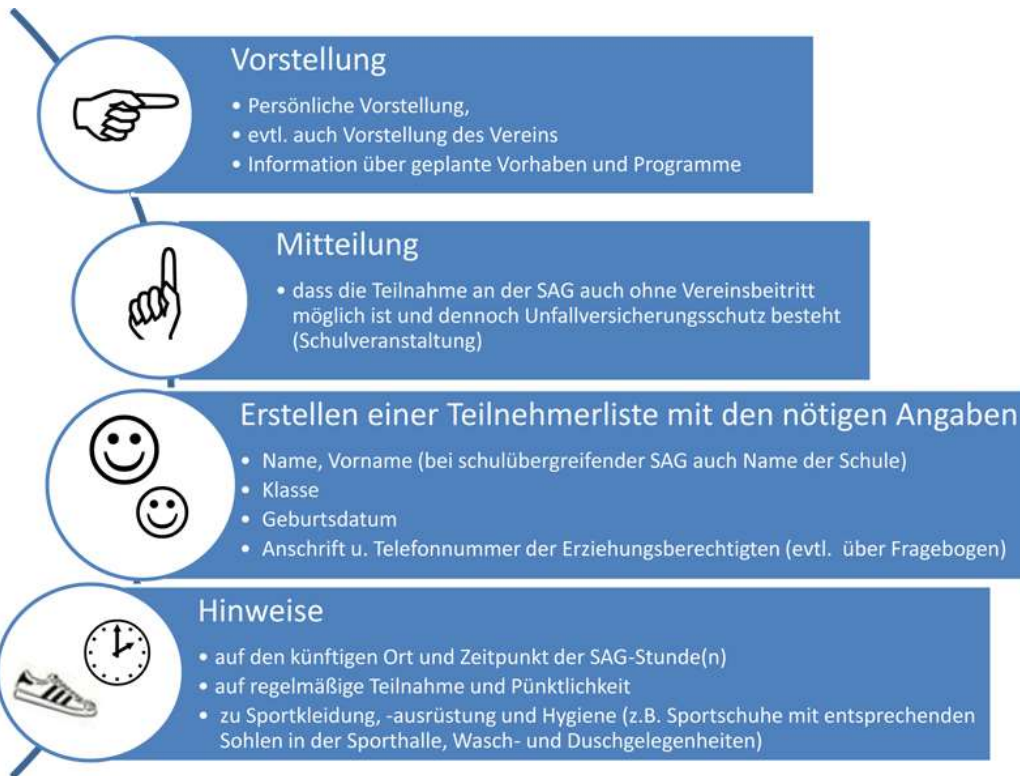 Vorstellung
• Persönliche Vorstellung,
• evtl. auch Vorstellung des Vereins
• Information über geplante Vorhaben und Programme
Mitteilung
• dass die Teilnahme an der SAG auch ohne Vereinsbeitritt
möglich ist und dennoch Unfallversicherungsschutz besteht
(Schulveranstaltung)
Erstellen einer Teilnehmerliste mit den nötigen Angaben
• Name, Vorname (bei schulübergreifender SAG auch Name der Schule)
• Klasse
• Geburtsdatum
• Anschrift u. Telefonnummer der Erziehungsberechtigten (evtl. über Fragebogen)
Hinweise
• auf den künftigen Ort und Zeitpunkt der SAG-Stunde(n)
• auf regelmäßige Teilnahme und Pünktlichkeit
• zu Sportkleidung, -ausrüstung und Hygiene (z.B. Sportschuhe mit entsprechenden
Sohlen in der Sporthalle, Wasch- und Duschgelegenheiten)